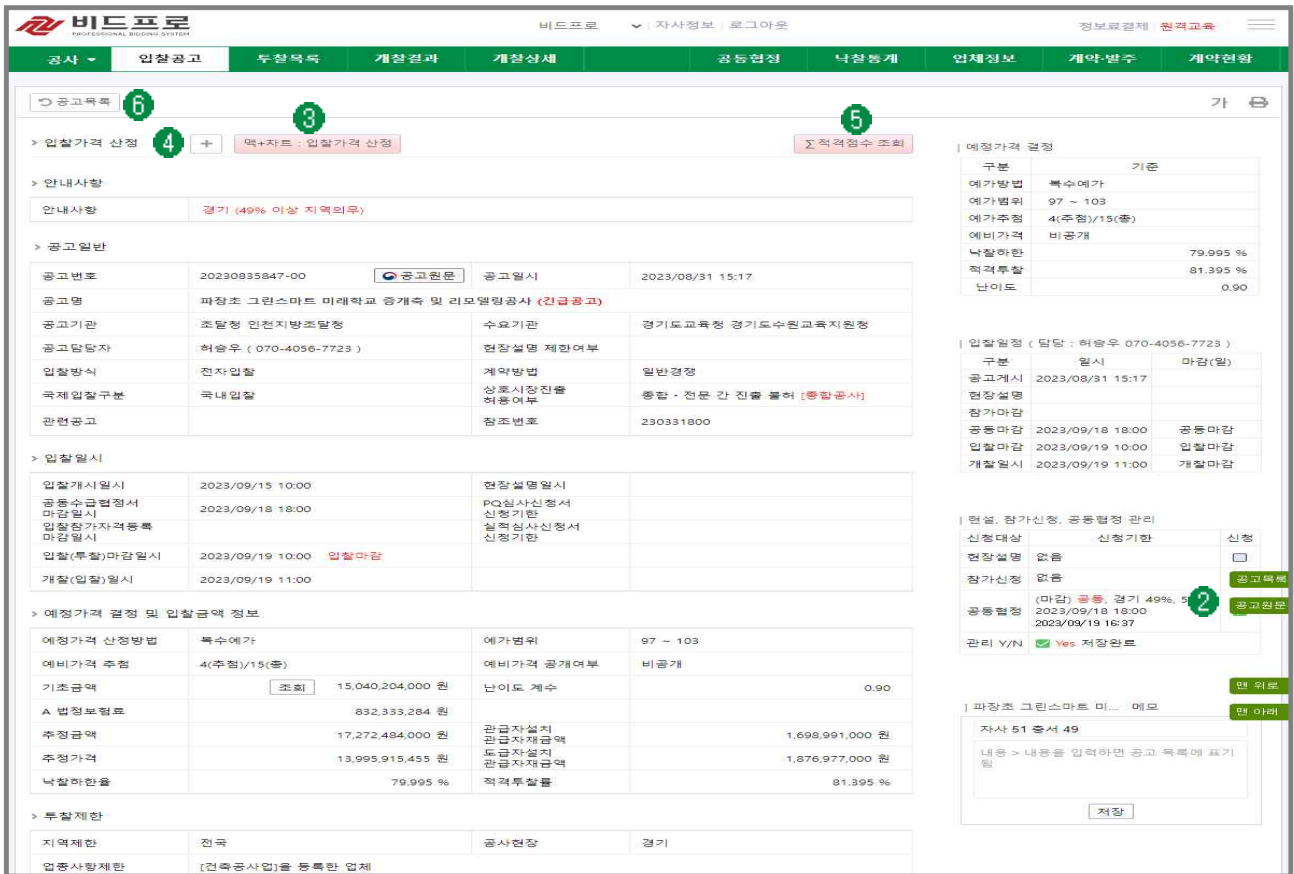 비드프로
PROFESSIONAL BIDDING SYSTEM
비드프로 자사정보 | 로그아웃
정보료결제 원격교육
공사 입찰공고 투찰목록 개찰결과 개찰상세 공동협정 낙찰통계 업체정보 계약·발주 계약현황
공고목록 6
가
> 입찰가격 산정 4 + 3 맥+차트 : 입찰가격 산정 5 ∑적격점수 조회
> 안내사항
안내사항 경기 (49% 이상 지역의무)
> 공고일반
공고번호 20230835847-00 공고원문 공고일시 2023/08/31 15:17
공고명 파장초 그린스마트 미래학교 증개축 및 리모델링공사 (긴급공고)
공고기관 조달청 인천지방조달청 수요기관 경기도교육청 경기도수원교육지원청
공고담당자 허승우 ( 070-4056-7723 ) 현장설명 제한여부
입찰방식 전자입찰 계약방법 일반경쟁
국제입찰구분 국내입찰 상호시장진출 허용여부 종합 - 전문 간 진출 불허 [종합공사]
관련공고 참조번호 230331800
> 입찰일시
입찰개시일시 2023/09/15 10:00 현장설명일시
공동수급협정서 마감일시 2023/09/18 18:00 PQ심사신청서 신청기한
입찰참가자격등록 마감일시 실적심사신청서 신청기한
입찰(투찰)마감일시 2023/09/19 10:00 입찰마감
개찰(입찰)일시 2023/09/19 11:00
> 예정가격 결정 및 입찰금액 정보
예정가격 산정방법 복수예가 예가범위 97 ~ 103
예비가격 추첨 4(추첨)/15(총) 예비가격 공개여부 비공개
기초금액 조회 15,040,204,000 원 난이도 계수 0.90
A 법정보험료 832,333,284 원
추정금액 17,272,484,000 원 관급자설치 관급자재금액 1,698,991,000 원
추정가격 13,995,915,455 원 도급자설치 관급자재금액 1,876,977,000 원
낙찰하한율 79.995 % 적격투찰률 81.395 %
> 투찰제한
지역제한 전국 공사현장 경기
업종사항제한 [건축공사업]을 등록한 업체
| 예정가격 결정
구분 기준
예가방법 복수예가
예가범위 97 ~ 103
예가추첨 4(추첨)/15(총)
예비가격 비공개
낙찰하한 79.995 %
적격투찰 81.395 %
난이도 0.90
| 입찰일정 ( 담당 : 허승우 070-4056-7723 )
구분 일시 마감(일)
공고게시 2023/08/31 15:17
현장설명
참가마감
공동마감 2023/09/18 18:00 공동마감
입찰마감 2023/09/19 10:00 입찰마감
개찰일시 2023/09/19 11:00 개찰마감
| 현설, 참가신청, 공동협정 관리
신청대상 신청기한 신청
현장설명 없음
참가신청 없음
공고목록
공동협정 (마감) 공동, 경기 49%, 2 공고원문
2023/09/18 18:00
2023/09/19 16:37
관리 Y/N Yes 저장완료
맨 위로
| 파장초 그린스마트 미... 메모 맨 아래
자사 51 충서 49
내용 > 내용을 입력하면 공고 목록에 표기
됨
저장